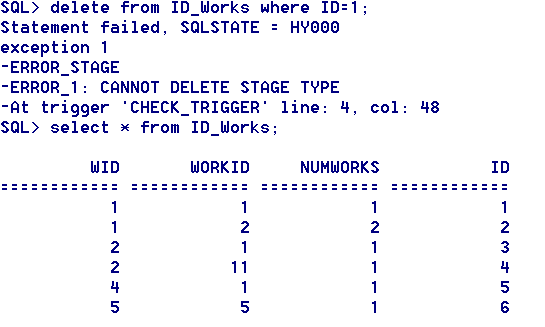 SQL> delete from ID_Works where ID=1;
Statement failed, SQLSTATE = HY000
exception 1
-ERROR_STAGE
-ERROR_1: CANNOT DELETE STAGE TYPE
-At trigger 'CHECK_TRIGGER' line: 4, col: 48
SQL> select * from ID_Works;
WID WORKID NUMWORKS ID
============ ============ ============ ============
1 1 1 1
1 2 2 2
2 1 1 3
2 11 1 4
4 1 1 5
5 5 1 6